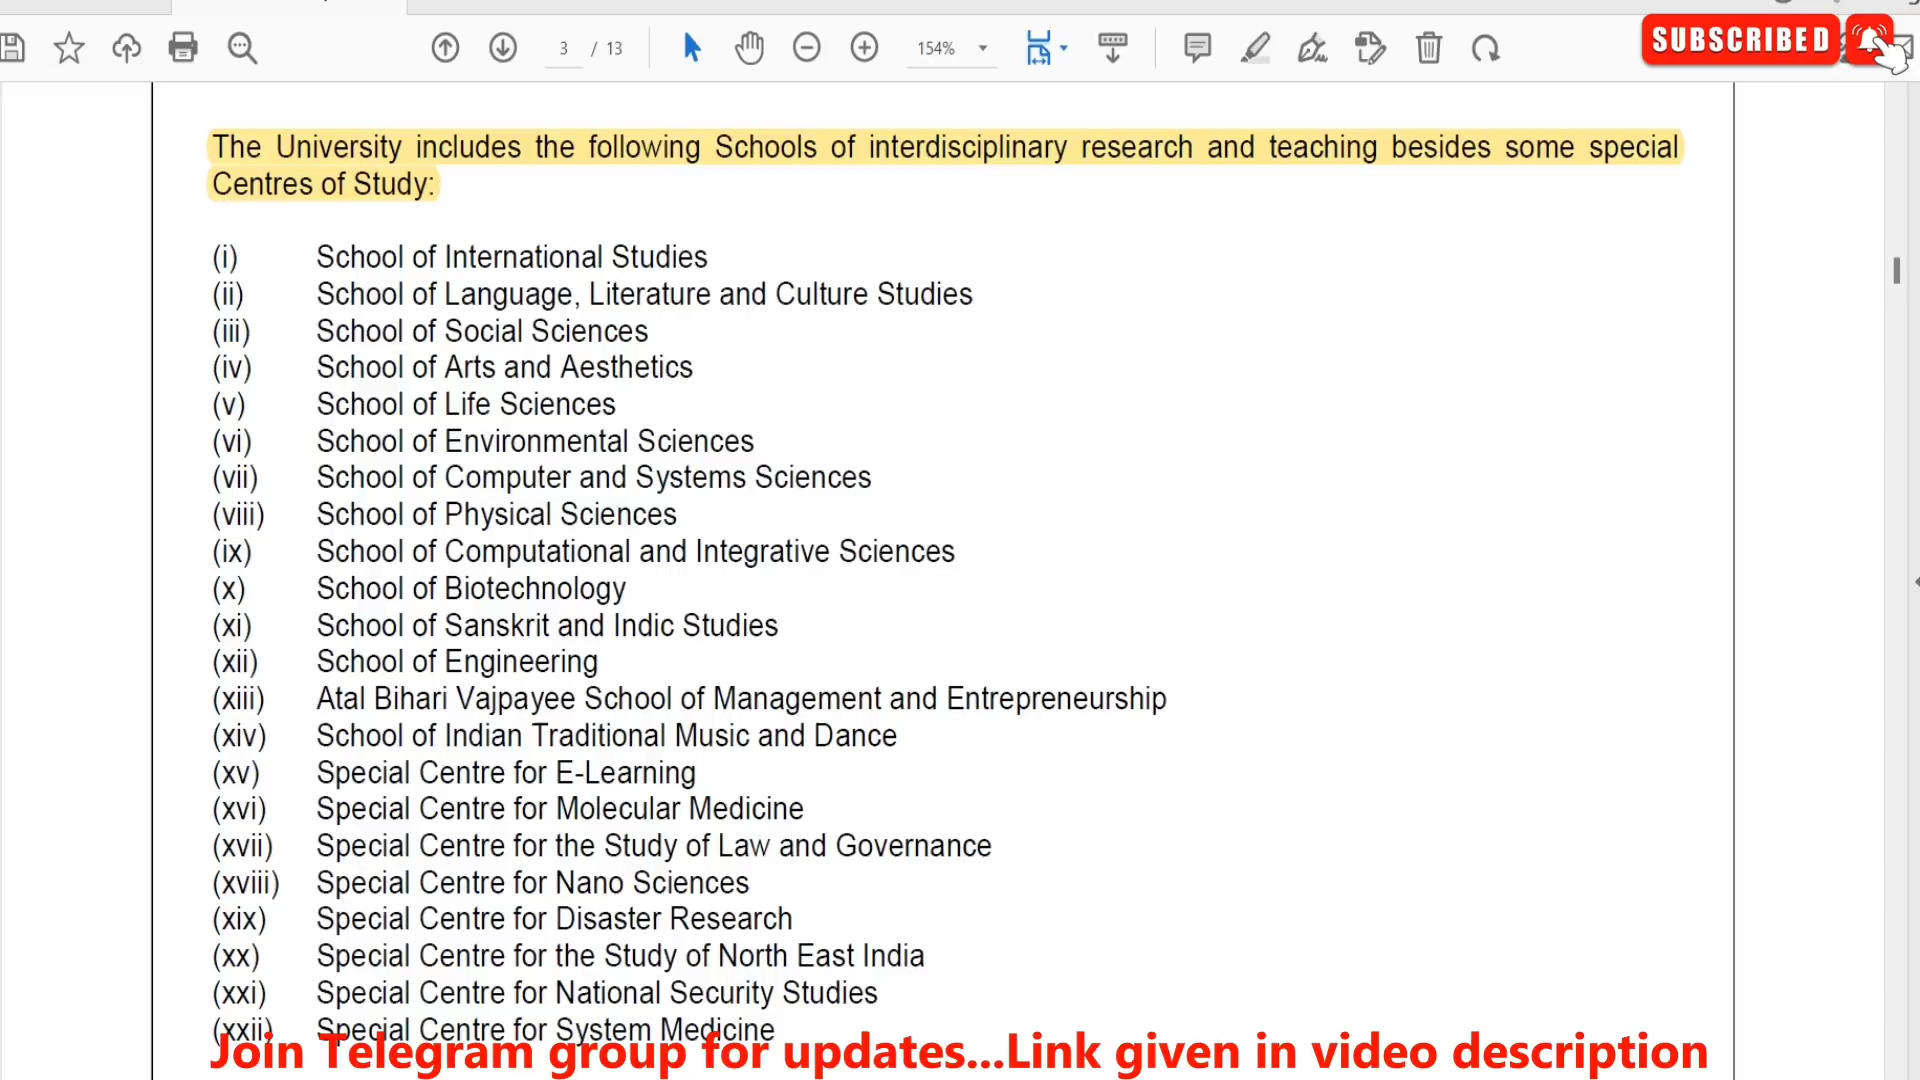 3 / 13
154%
SUBSCRIBED
The University includes the following Schools of interdisciplinary research and teaching besides some special
Centres of Study:
(i) School of International Studies
(ii) School of Language, Literature and Culture Studies
(iii) School of Social Sciences
(iv) School of Arts and Aesthetics
(v) School of Life Sciences
(vi) School of Environmental Sciences
(vii) School of Computer and Systems Sciences
(viii) School of Physical Sciences
(ix) School of Computational and Integrative Sciences
(x) School of Biotechnology
(xi) School of Sanskrit and Indic Studies
(xii) School of Engineering
(xiii) Atal Bihari Vajpayee School of Management and Entrepreneurship
(xiv) School of Indian Traditional Music and Dance
(xv) Special Centre for E-Learning
(xvi) Special Centre for Molecular Medicine
(xvii) Special Centre for the Study of Law and Governance
(xviii) Special Centre for Nano Sciences
(xix) Special Centre for Disaster Research
(xx) Special Centre for the Study of North East India
(xxi) Special Centre for National Security Studies
(xxii) Special Centre for System Medicine
Join Telegram group for updates...Link given in video description